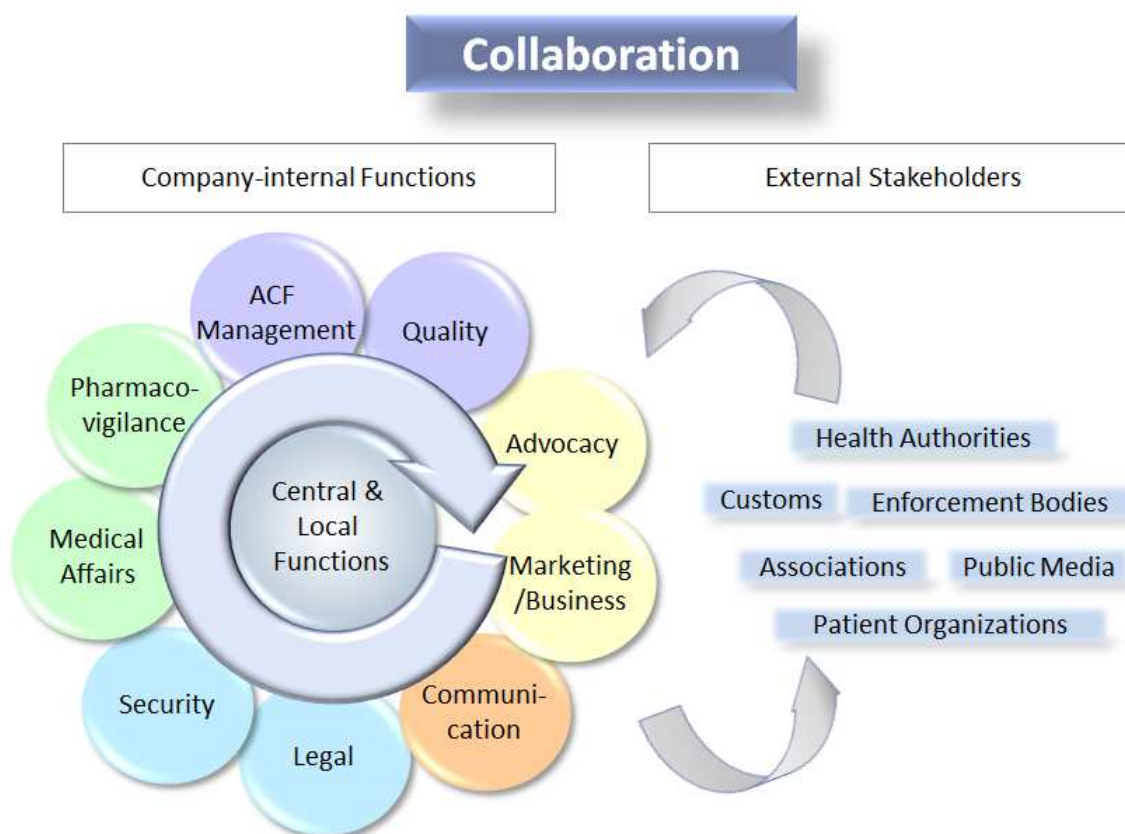 Collaboration
Company-internal Functions
External Stakeholders
ACF
Management
Quality
Pharmaco-
vigilance
Advocacy
Central &
Local
Functions
Medical
Affairs
Marketing
/Business
Security
Legal
Communi-
cation
Health Authorities
Customs
Enforcement Bodies
Associations
Public Media
Patient Organizations